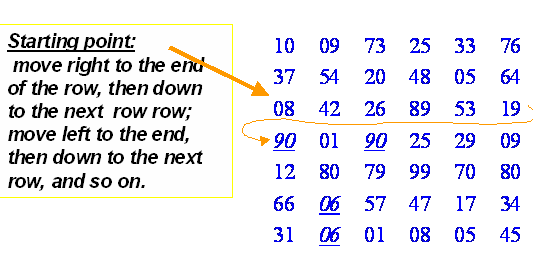 Starting point:
move right to the end
of the row, then down
to the next row row;
move left to the end,
then down to the next
row, and so on.
10 09 73 25 33 76
37 54 20 48 05 64
08 42 26 89 53 19
90 01 90 25 29 09
12 80 79 99 70 80
66 06 57 47 17 34
31 06 01 08 05 45